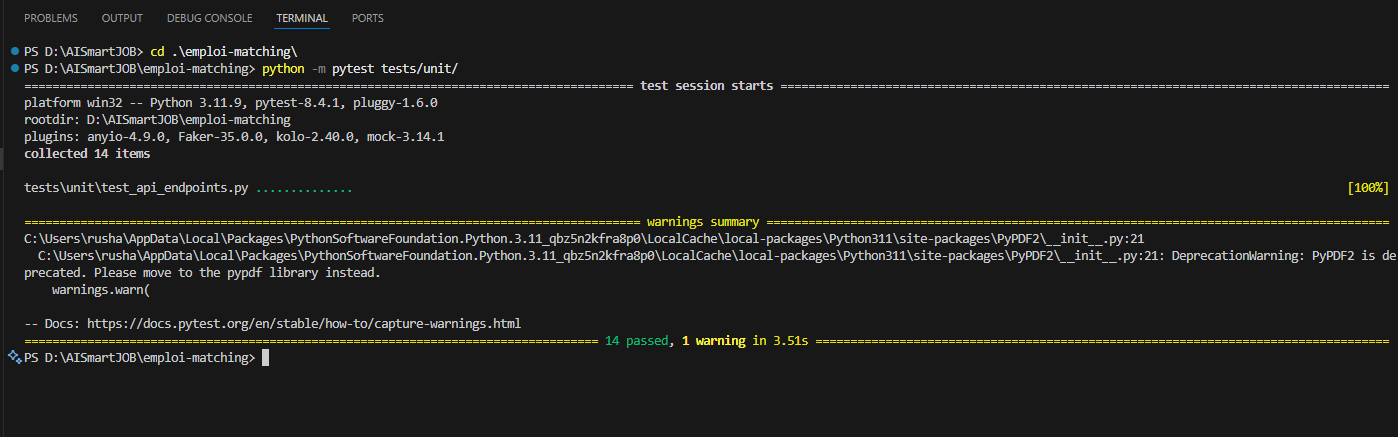 PROBLEMS OUTPUT DEBUG CONSOLE TERMINAL PORTS
PS D:\AISmartJOB> cd .\emploi-matching\
PS D:\AISmartJOB\emploi-matching> python -m pytest tests/unit/
======================================================================================= test session starts =======================================================================================
platform win32 -- Python 3.11.9, pytest-8.4.1, pluggy-1.6.0
rootdir: D:\AISmartJOB\emploi-matching
plugins: anyio-4.9.0, Faker-35.0.0, kolo-2.40.0, mock-3.14.1
collected 14 items
tests\unit\test_api_endpoints.py .............. [100%]
======================================================================================== warnings summary =========================================================================================
C:\Users\rusha\AppData\Local\Packages\PythonSoftwareFoundation.Python.3.11_qbz5n2kfra8p0\LocalCache\local-packages\Python311\site-packages\PyPDF2\__init__.py:21
C:\Users\rusha\AppData\Local\Packages\PythonSoftwareFoundation.Python.3.11_qbz5n2kfra8p0\LocalCache\local-packages\Python311\site-packages\PyPDF2\__init__.py:21: DeprecationWarning: PyPDF2 is de
precated. Please move to the pypdf library instead.
warnings.warn(
-- Docs: https://docs.pytest.org/en/stable/how-to/capture-warnings.html
================================================================================== 14 passed, 1 warning in 3.51s ==================================================================================
PS D:\AISmartJOB\emploi-matching>